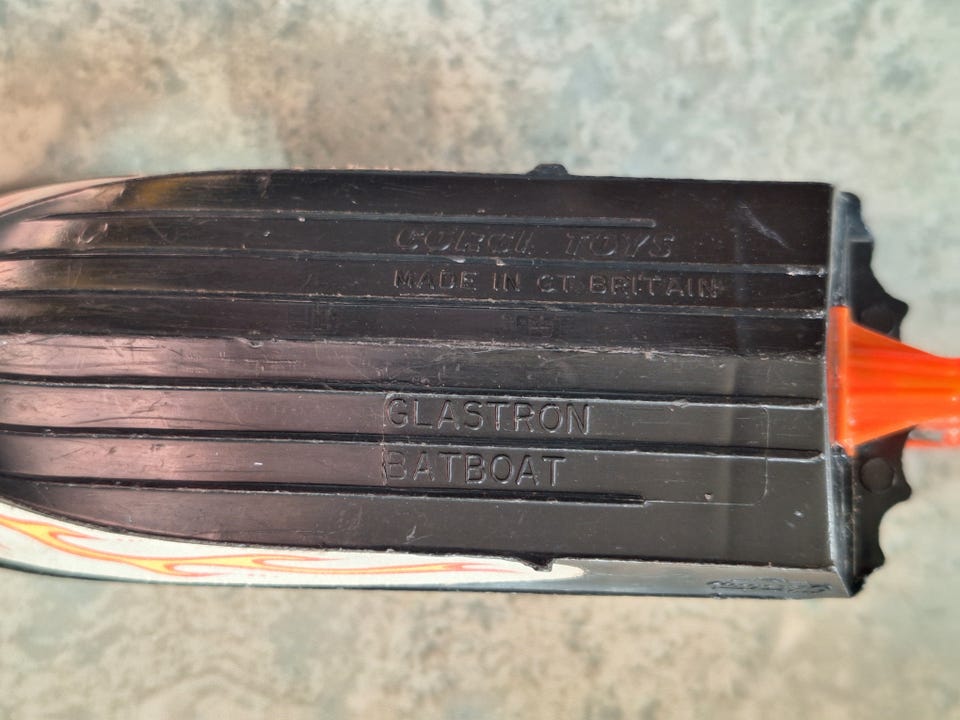 CORGI TOYS
MADE IN GT. BRITAIN
GLASTRON
BATBOAT